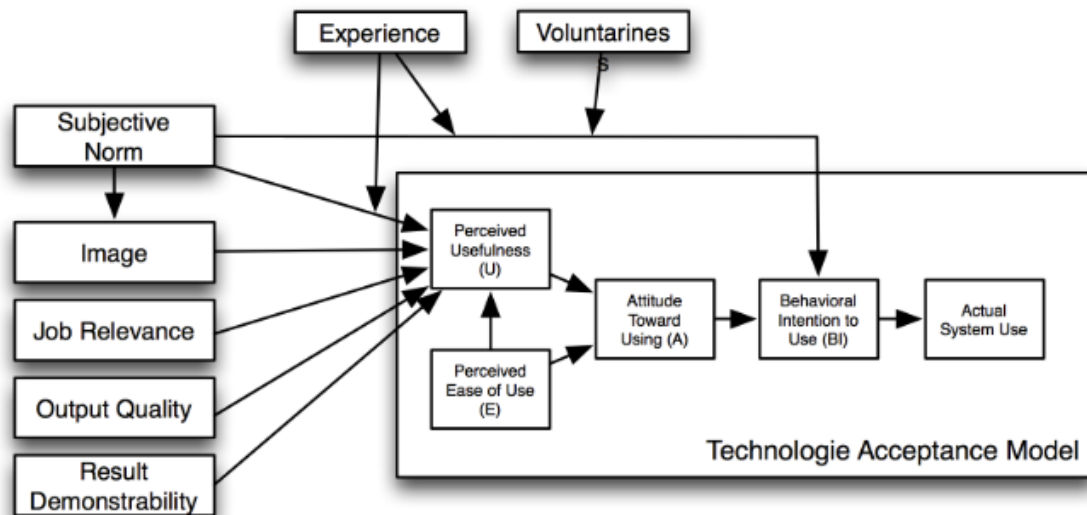 Experience
Voluntarines
s
Subjective
Norm
Image
Job Relevance
Output Quality
Result
Demonstrability
Perceived
Usefulness
(U)
Perceived
Ease of Use
(E)
Attitude
Toward
Using (A)
Behavioral
Intention to
Use (BI)
Actual
System Use
Technologie Acceptance Model